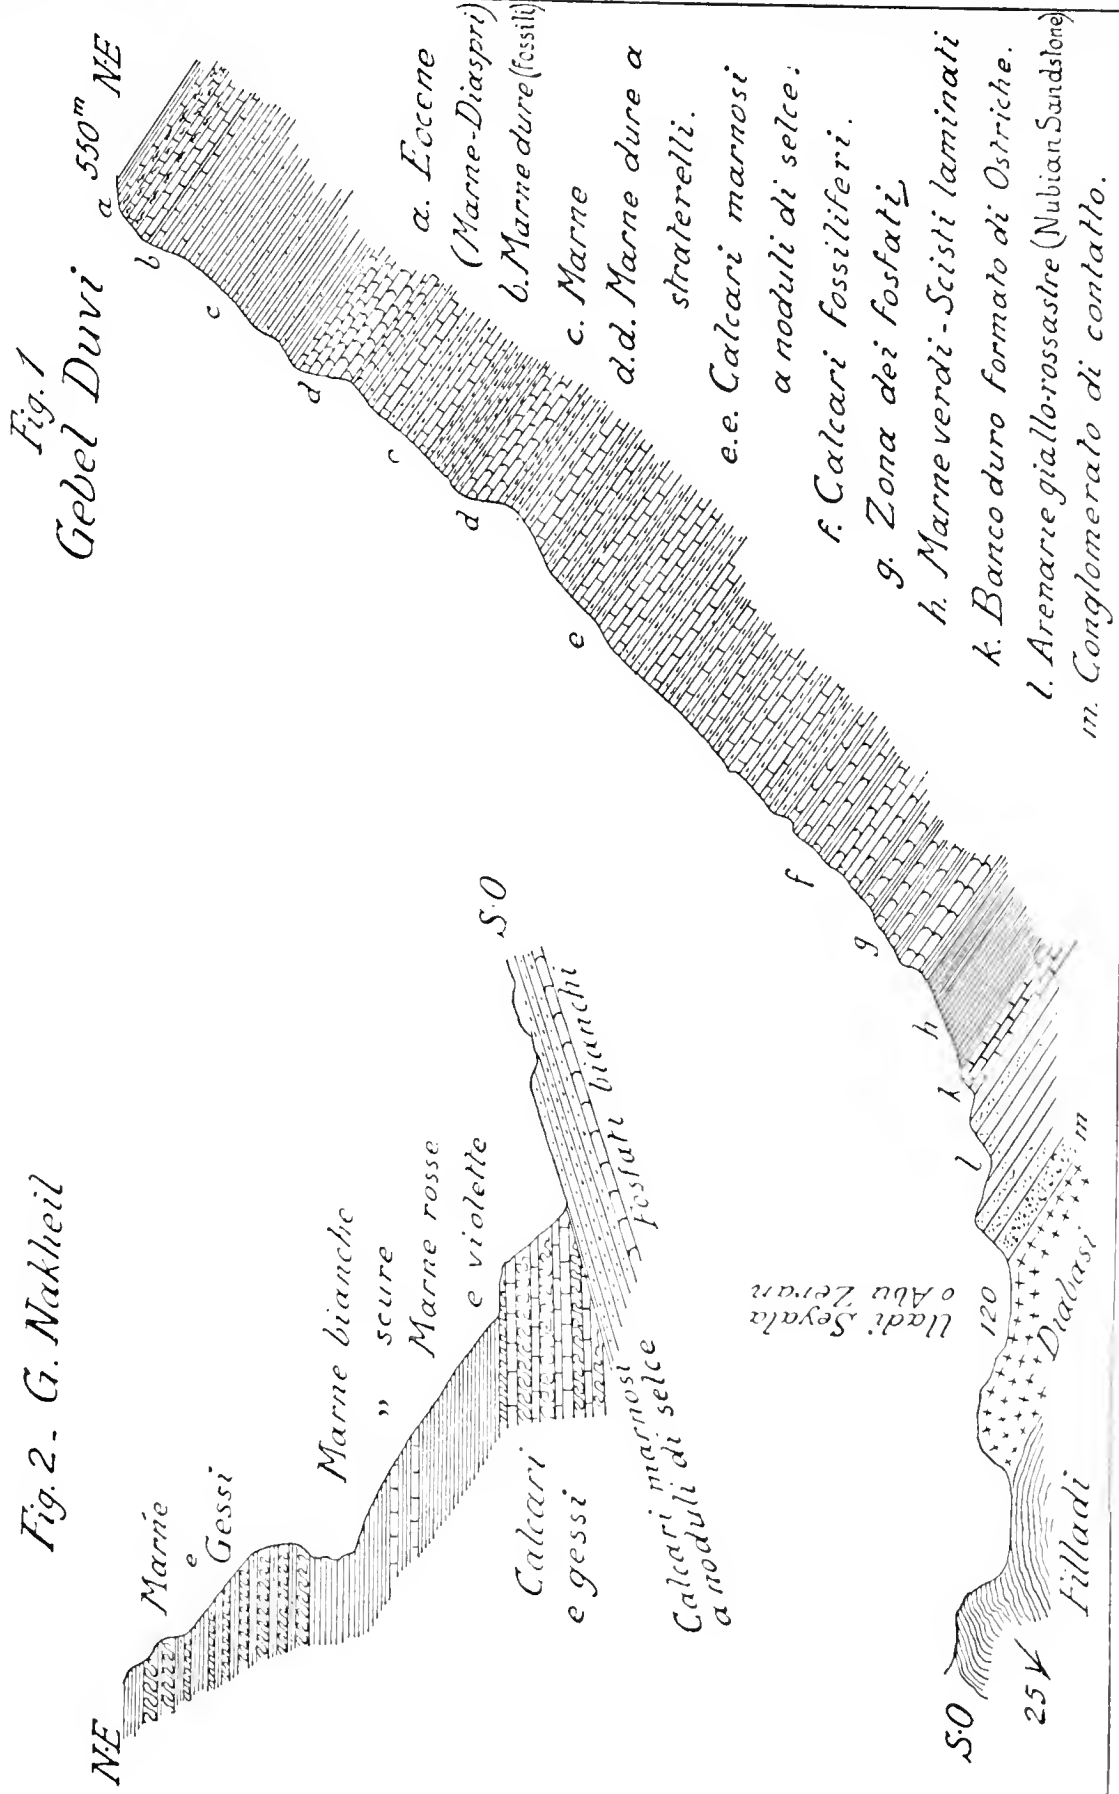 Fig. 1
Gebel Duvi
550m N·E
a
b
c
d
c
d
e
f
g
h
k
l
m
a. Eocene
(Marne-Diaspri)
b. Marne dure (fossili)
c. Marne
d.d. Marne dure a
straterelli.
e.e. Calcari marnosi
a noduli di selce.
f. Calcari fossiliferi.
g. Zona dei fosfati
h. Marne verdi - Scisti laminati
k. Banco duro formato di Ostriche.
l. Arenarie giallo-rossastre (Nubian Sandstone)
m. Conglomerato di contatto.
Uadi Seyala
o Abu Zeran
120
Diabasi
Filladi
25
S·O
Fig. 2 - G. Nakheil
N·E
Marne
e
Gessi
Marne bianche
" scure
Marne rosse
e violette
S·O
Calcari
e gessi
Calcari marnosi
a noduli di selce
fosfati bianchi